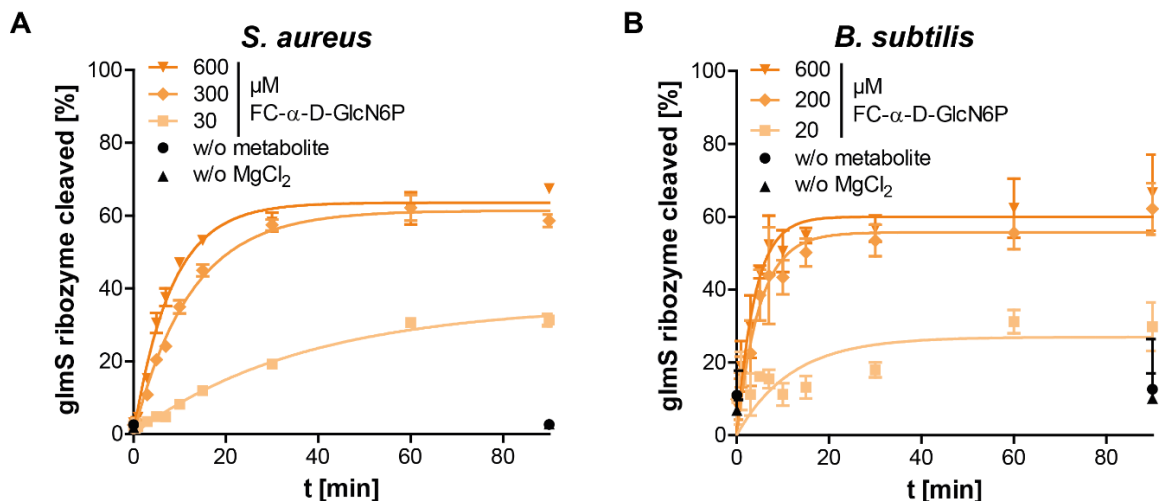 A
S. aureus
glmS ribozyme cleaved [%]
100
80
60
40
20
0
600
300
30
µM
FC-α-D-GlcN6P
w/o metabolite
w/o MgCl2
0 20 40 60 80
t [min]
B
B. subtilis
glmS ribozyme cleaved [%]
100
80
60
40
20
0
600
200
20
µM
FC-α-D-GlcN6P
w/o metabolite
w/o MgCl2
0 20 40 60 80
t [min]